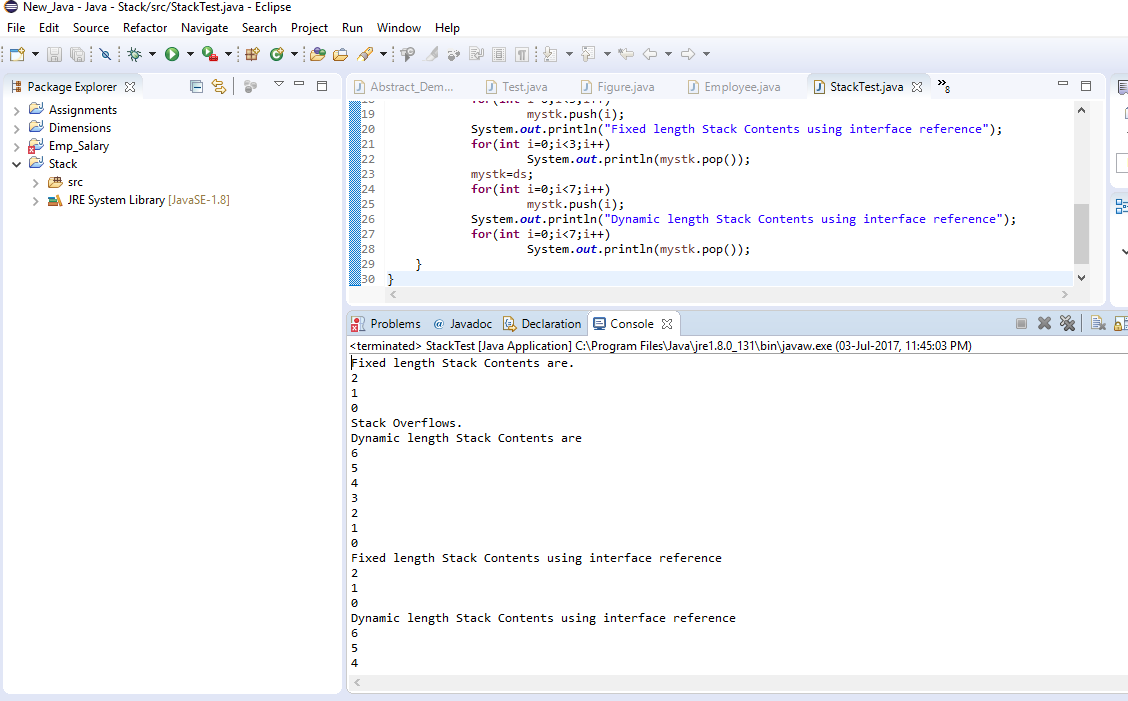 New_Java - Java - Stack/src/StackTest.java - Eclipse
File Edit Source Refactor Navigate Search Project Run Window Help
Package Explorer
Assignments
Dimensions
Emp_Salary
Stack
src
JRE System Library [JavaSE-1.8]
Abstract_Dem... Test.java Figure.java Employee.java StackTest.java »8
19 mystk.push(i);
20 System.out.println("Fixed length Stack Contents using interface reference");
21 for(int i=0;i<3;i++)
22 System.out.println(mystk.pop());
23 mystk=ds;
24 for(int i=0;i<7;i++)
25 mystk.push(i);
26 System.out.println("Dynamic length Stack Contents using interface reference");
27 for(int i=0;i<7;i++)
28 System.out.println(mystk.pop());
29 }
30 }
Problems @ Javadoc Declaration Console
<terminated> StackTest [Java Application] C:\Program Files\Java\jre1.8.0_131\bin\javaw.exe (03-Jul-2017, 11:45:03 PM)
Fixed length Stack Contents are.
2
1
0
Stack Overflows.
Dynamic length Stack Contents are
6
5
4
3
2
1
0
Fixed length Stack Contents using interface reference
2
1
0
Dynamic length Stack Contents using interface reference
6
5
4